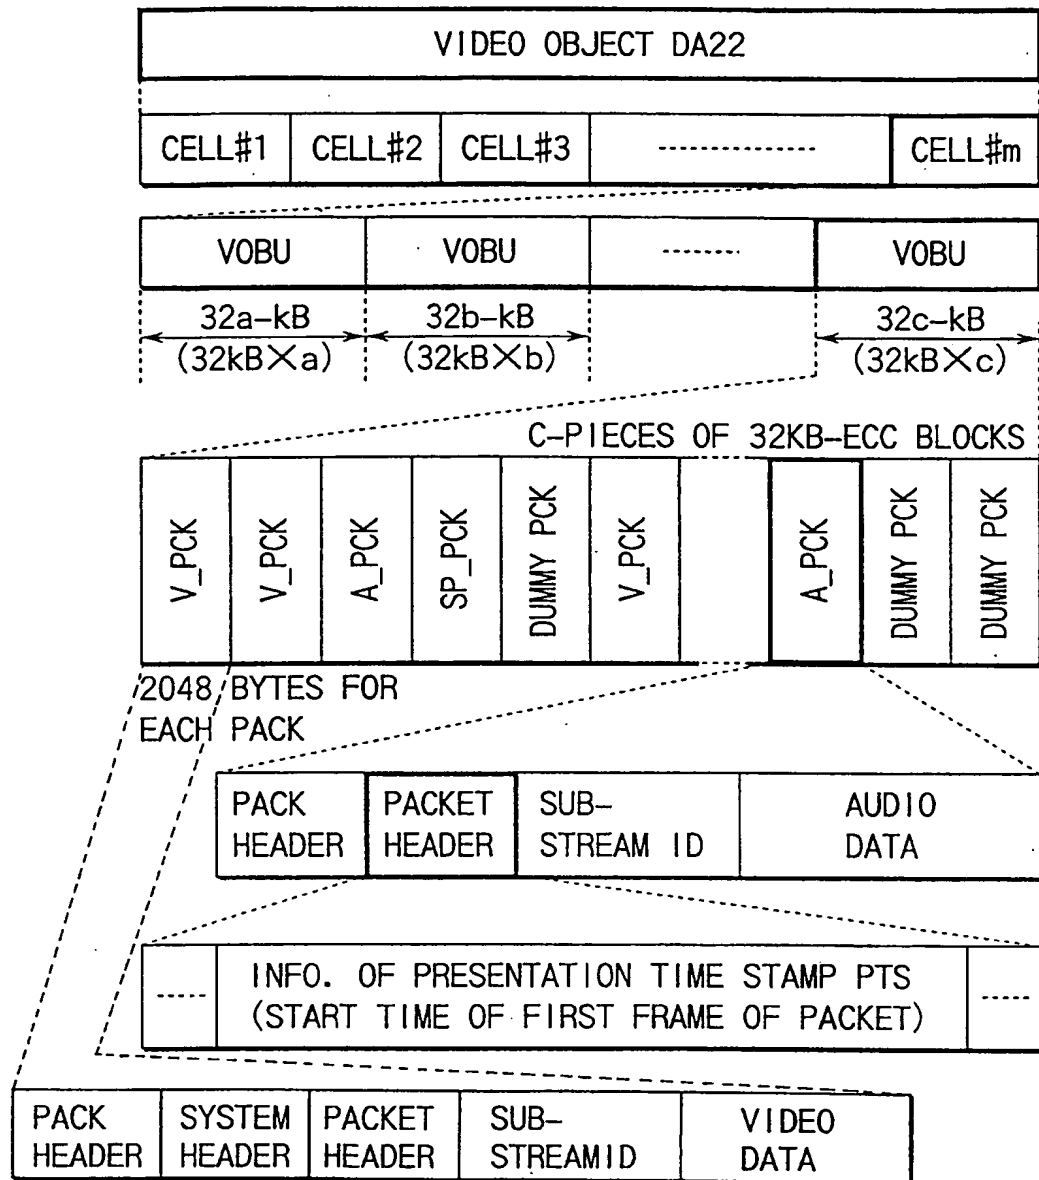 VIDEO OBJECT DA22
CELL#1 CELL#2 CELL#3 CELL#m
VOBU VOBU VOBU
32a-kB 32b-kB 32c-kB
(32kB×a) (32kB×b) (32kB×c)
C-PIECES OF 32KB-ECC BLOCKS
V_PCK V_PCK A_PCK SP_PCK DUMMY PCK V_PCK A_PCK DUMMY PCK DUMMY PCK
2048 BYTES FOR
EACH PACK
PACK PACKET SUB- AUDIO
HEADER HEADER STREAM ID DATA
INFO. OF PRESENTATION TIME STAMP PTS
(START TIME OF FIRST FRAME OF PACKET)
PACK SYSTEM PACKET SUB- VIDEO
HEADER HEADER HEADER STREAMID DATA